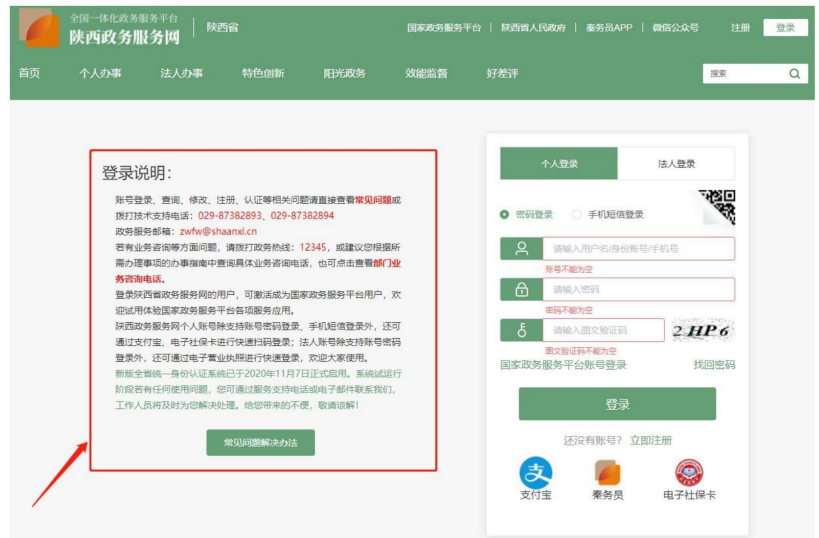 全国一体化政务服务平台
陕西政务服务网
陕西省
国家政务服务平台 | 陕西省人民政府 | 秦务员APP | 微信公众号
注册
登录
首页
个人办事
法人办事
特色创新
阳光政务
效能监督
好差评
搜索
登录说明：
账号登录、查询、修改、注册、认证等相关问题请直接查看常见问题或
拨打技术支持电话：029-87382893、029-87382894
政务服务邮箱：zwfw@shaanxi.cn
若有业务咨询等方面问题，请拨打政务热线：12345，或建议您根据所
需办理事项的办事指南中查询具体业务咨询电话，也可点击查看部门业
务咨询电话。
登录陕西省政务服务网的用户，可激活成为国家政务服务平台用户，欢
迎试用体验国家政务服务平台各项服务应用。
陕西政务服务网个人账号除支持账号密码登录、手机短信登录外，还可
通过支付宝、电子社保卡进行快速扫码登录；法人账号除支持账号密码
登录外，还可通过电子营业执照进行快速登录，欢迎大家使用。
新版全省统一身份认证系统已于2020年11月7日正式启用。系统试运行
阶段若有任何使用问题，您可通过服务支持电话或电子邮件联系我们，
工作人员将及时为您解决处理。给您带来的不便，敬请谅解！
常见问题解决办法
个人登录
法人登录
密码登录
手机短信登录
请输入用户名/身份账号/手机号
账号不能为空
请输入密码
密码不能为空
请输入图文验证码
2HP6
图文验证码不能为空
国家政务服务平台账号登录
找回密码
登录
还没有账号？ 立即注册
支付宝
秦务员
电子社保卡